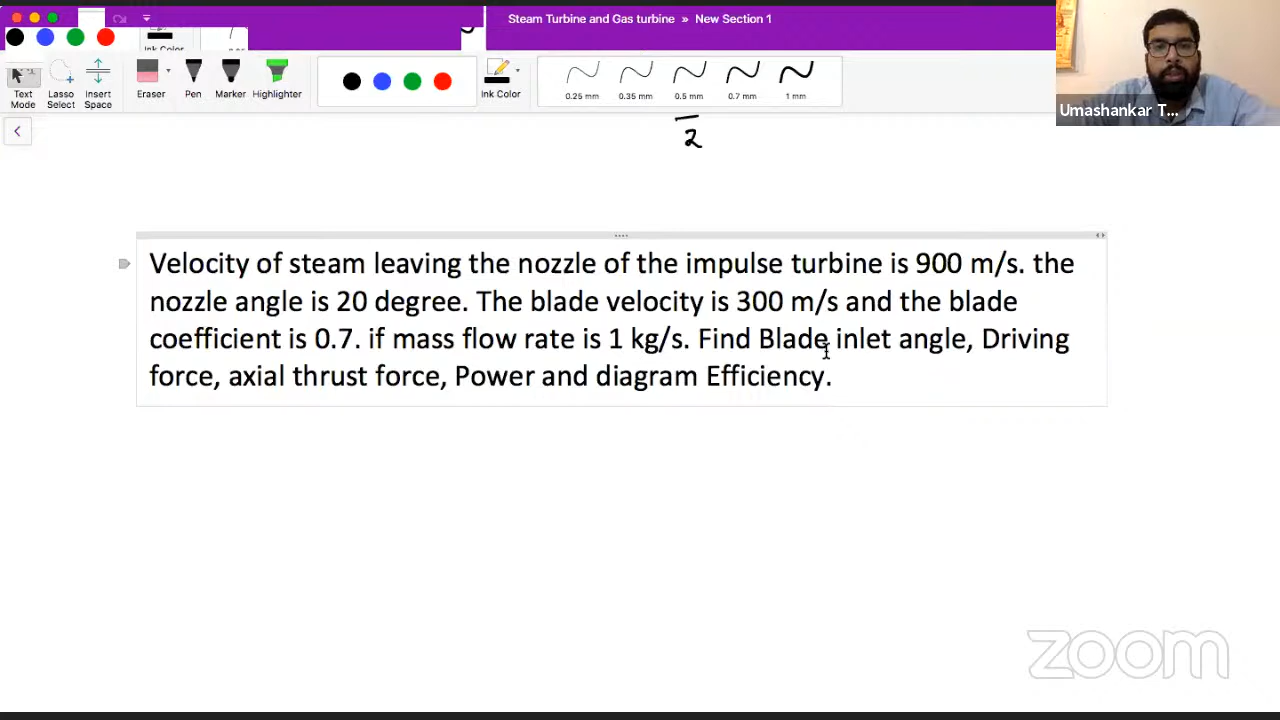 Steam Turbine and Gas turbine » New Section 1
Ink Color
Text Mode
Lasso Select
Insert Space
Eraser
Pen
Marker
Highlighter
Ink Color
0.25 mm
0.35 mm
0.5 mm
0.7 mm
1 mm
Umashankar T...
2
Velocity of steam leaving the nozzle of the impulse turbine is 900 m/s. the
nozzle angle is 20 degree. The blade velocity is 300 m/s and the blade
coefficient is 0.7. if mass flow rate is 1 kg/s. Find Blade inlet angle, Driving
force, axial thrust force, Power and diagram Efficiency.
zoom